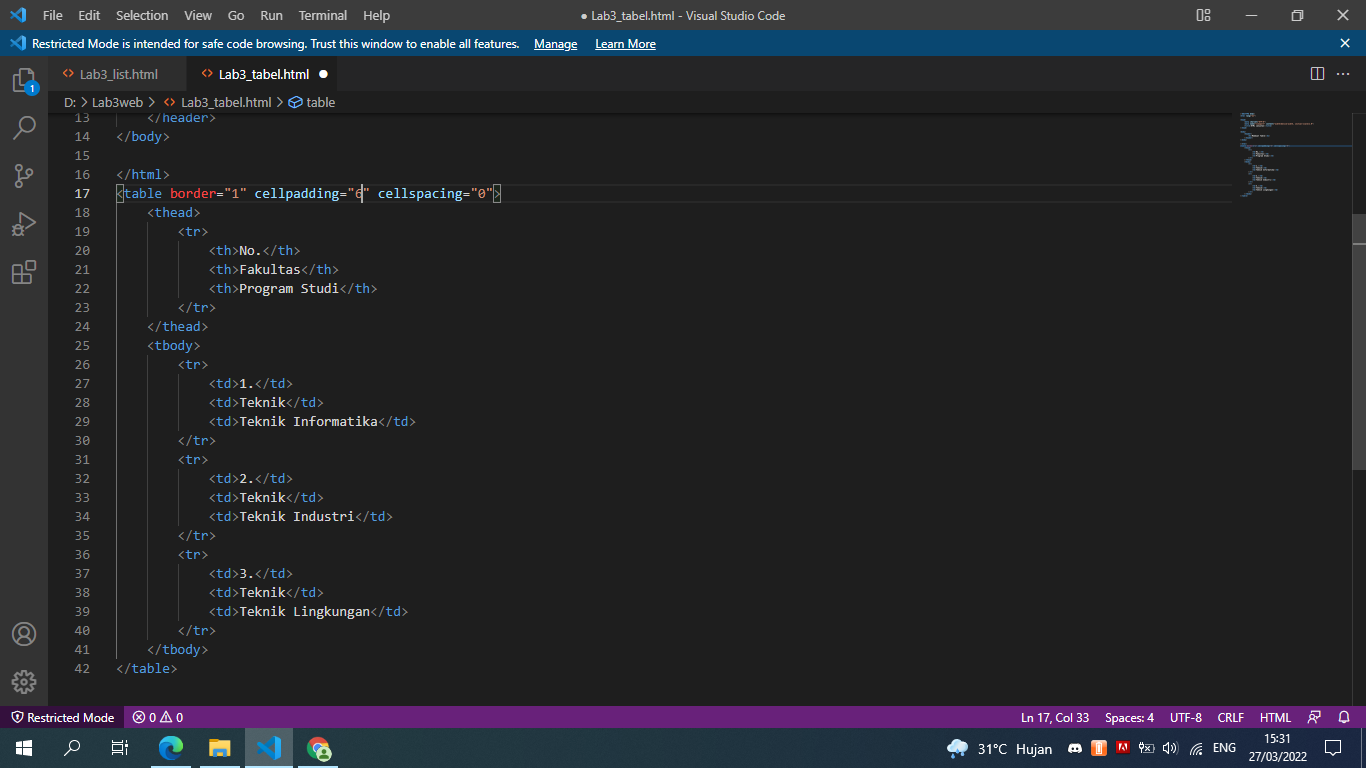 File Edit Selection View Go Run Terminal Help ● Lab3_tabel.html - Visual Studio Code
Restricted Mode is intended for safe code browsing. Trust this window to enable all features. Manage Learn More
Lab3_list.html Lab3_tabel.html ●
D: > Lab3web > Lab3_tabel.html > table
13 </header>
14 </body>
15
16 </html>
17 <table border="1" cellpadding="6" cellspacing="0">
18 <thead>
19 <tr>
20 <th>No.</th>
21 <th>Fakultas</th>
22 <th>Program Studi</th>
23 </tr>
24 </thead>
25 <tbody>
26 <tr>
27 <td>1.</td>
28 <td>Teknik</td>
29 <td>Teknik Informatika</td>
30 </tr>
31 <tr>
32 <td>2.</td>
33 <td>Teknik</td>
34 <td>Teknik Industri</td>
35 </tr>
36 <tr>
37 <td>3.</td>
38 <td>Teknik</td>
39 <td>Teknik Lingkungan</td>
40 </tr>
41 </tbody>
42 </table>
1
Restricted Mode 0 0 Ln 17, Col 33 Spaces: 4 UTF-8 CRLF HTML
31°C Hujan ENG 15:31
27/03/2022